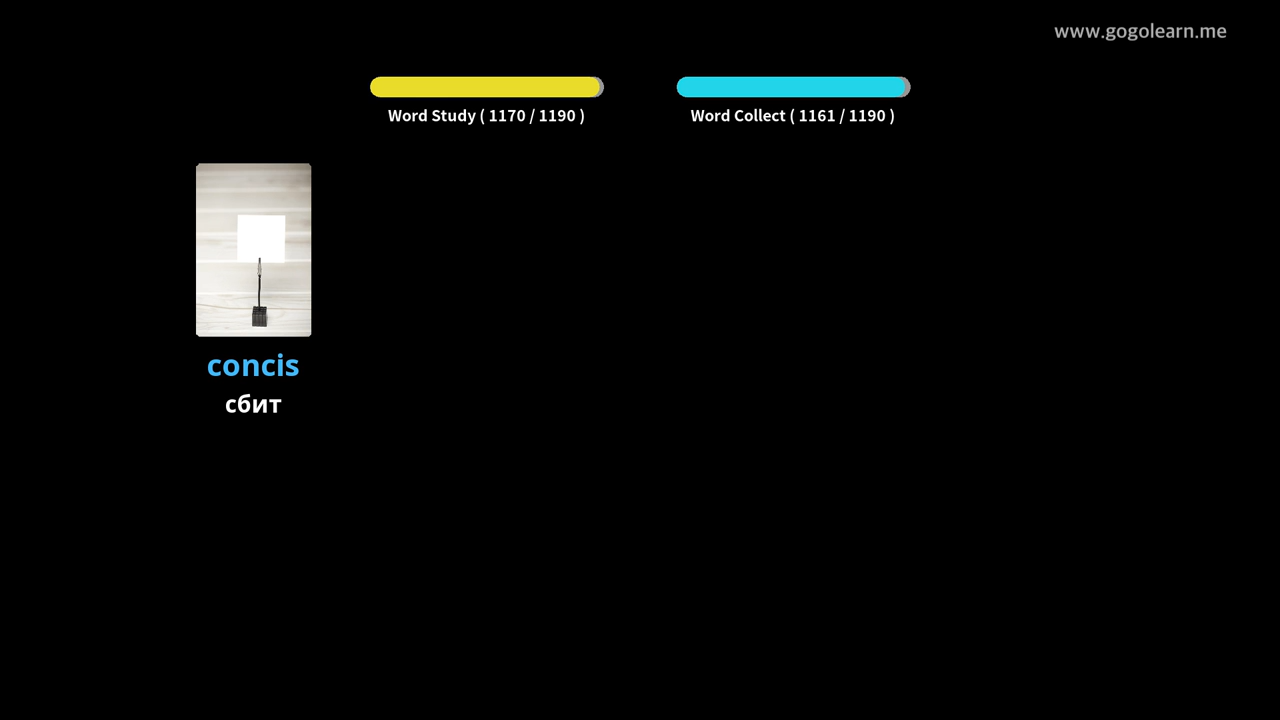 www.gogolearn.me
Word Study ( 1170 / 1190 )
Word Collect ( 1161 / 1190 )
concis
сбит